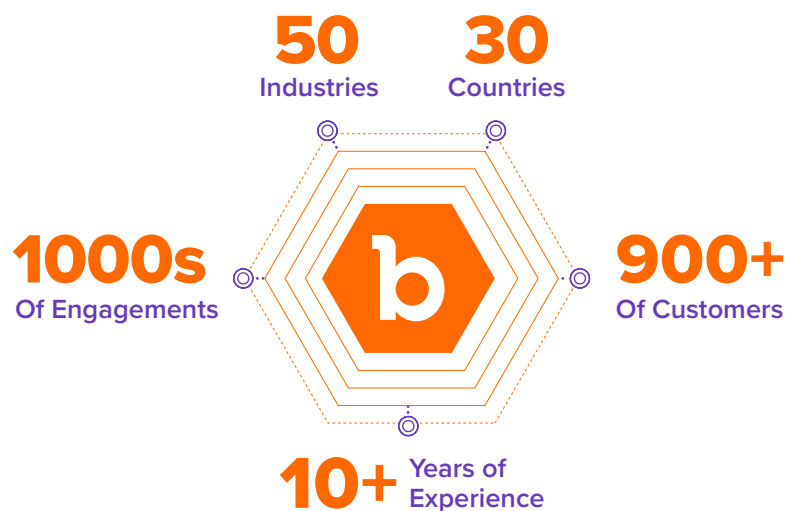 50
Industries
30
Countries
1000s
Of Engagements
b
900+
Of Customers
10+
Years of
Experience